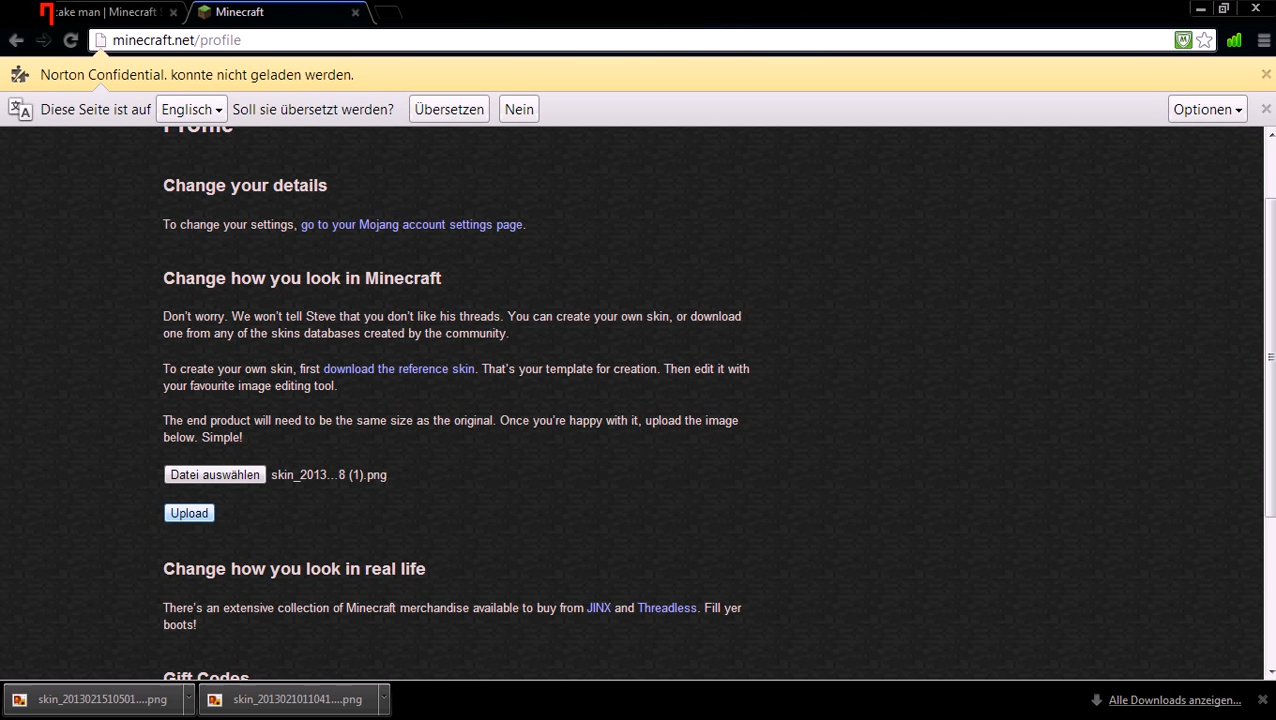 ake man | Minecraft
Minecraft
minecraft.net/profile
Norton Confidential. konnte nicht geladen werden.
Diese Seite ist auf Englisch Soll sie übersetzt werden? Übersetzen Nein Optionen
Profile
Change your details
To change your settings, go to your Mojang account settings page.
Change how you look in Minecraft
Don't worry. We won't tell Steve that you don't like his threads. You can create your own skin, or download
one from any of the skins databases created by the community.
To create your own skin, first download the reference skin. That's your template for creation. Then edit it with
your favourite image editing tool.
The end product will need to be the same size as the original. Once you're happy with it, upload the image
below. Simple!
Datei auswählen skin_2013...8 (1).png
Upload
Change how you look in real life
There's an extensive collection of Minecraft merchandise available to buy from JINX and Threadless. Fill yer
boots!
Gift Codes
skin_2013021510501....png skin_2013021011041....png Alle Downloads anzeigen...